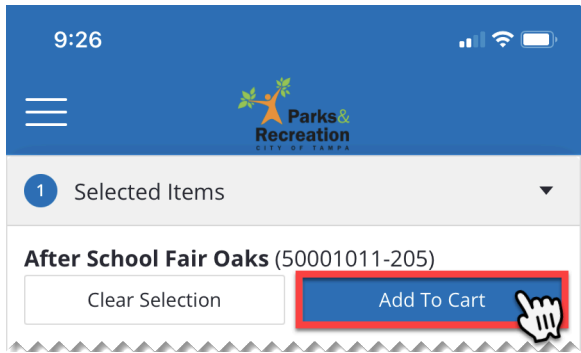 9:26
Parks&
Recreation
CITY OF TAMPA
1 Selected Items
After School Fair Oaks (50001011-205)
Clear Selection Add To Cart